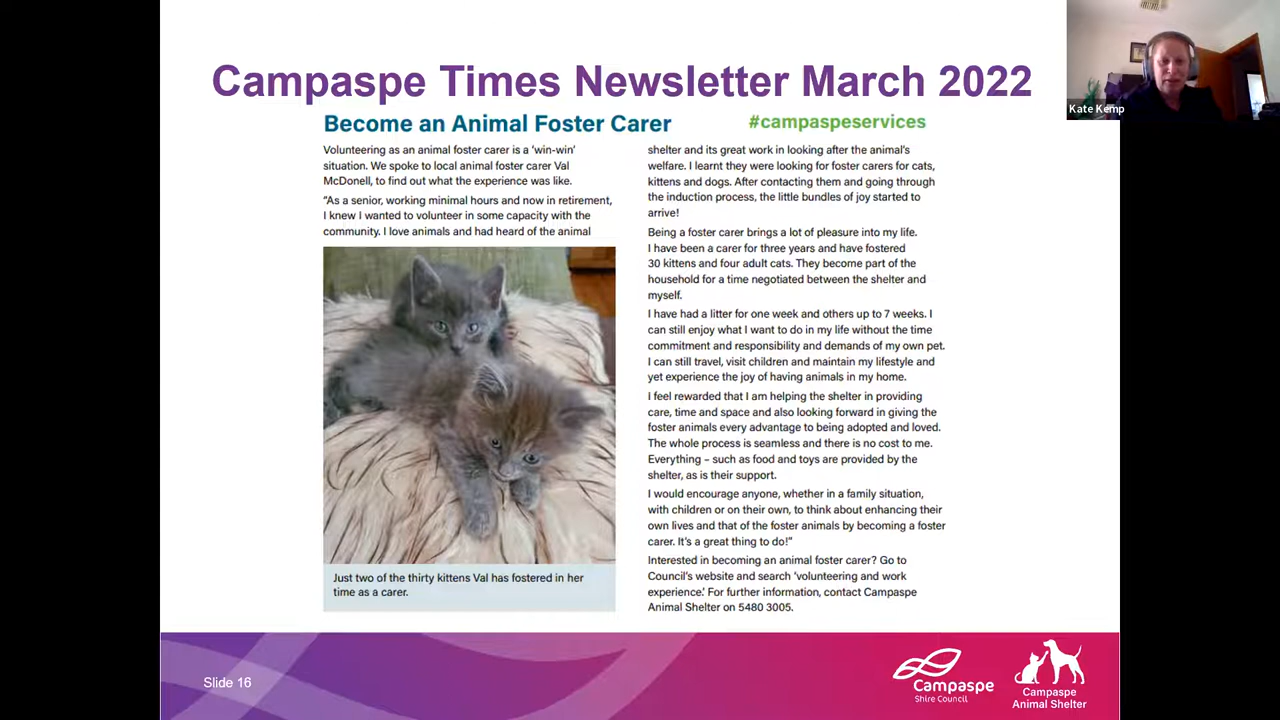 Campaspe Times Newsletter March 2022
Kate Kemp
Become an Animal Foster Carer
#campaspeservices
Volunteering as an animal foster carer is a ‘win-win’
situation. We spoke to local animal foster carer Val
McDonell, to find out what the experience was like.
“As a senior, working minimal hours and now in retirement,
I knew I wanted to volunteer in some capacity with the
community. I love animals and had heard of the animal
Just two of the thirty kittens Val has fostered in her
time as a carer.
shelter and its great work in looking after the animal’s
welfare. I learnt they were looking for foster carers for cats,
kittens and dogs. After contacting them and going through
the induction process, the little bundles of joy started to
arrive!
Being a foster carer brings a lot of pleasure into my life.
I have been a carer for three years and have fostered
30 kittens and four adult cats. They become part of the
household for a time negotiated between the shelter and
myself.
I have had a litter for one week and others up to 7 weeks. I
can still enjoy what I want to do in my life without the time
commitment and responsibility and demands of my own pet.
I can still travel, visit children and maintain my lifestyle and
yet experience the joy of having animals in my home.
I feel rewarded that I am helping the shelter in providing
care, time and space and also looking forward in giving the
foster animals every advantage to being adopted and loved.
The whole process is seamless and there is no cost to me.
Everything – such as food and toys are provided by the
shelter, as is their support.
I would encourage anyone, whether in a family situation,
with children or on their own, to think about enhancing their
own lives and that of the foster animals by becoming a foster
carer. It’s a great thing to do!”
Interested in becoming an animal foster carer? Go to
Council’s website and search ‘volunteering and work
experience.’ For further information, contact Campaspe
Animal Shelter on 5480 3005.
Slide 16
Campaspe
Shire Council
Campaspe
Animal Shelter